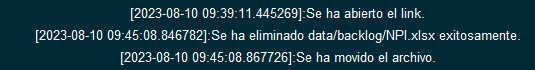 [2023-08-10 09:39:11.445269]:Se ha abierto el link.
[2023-08-10 09:45:08.846782]:Se ha eliminado data/backlog/NPI.xlsx exitosamente.
[2023-08-10 09:45:08.867726]:Se ha movido el archivo.